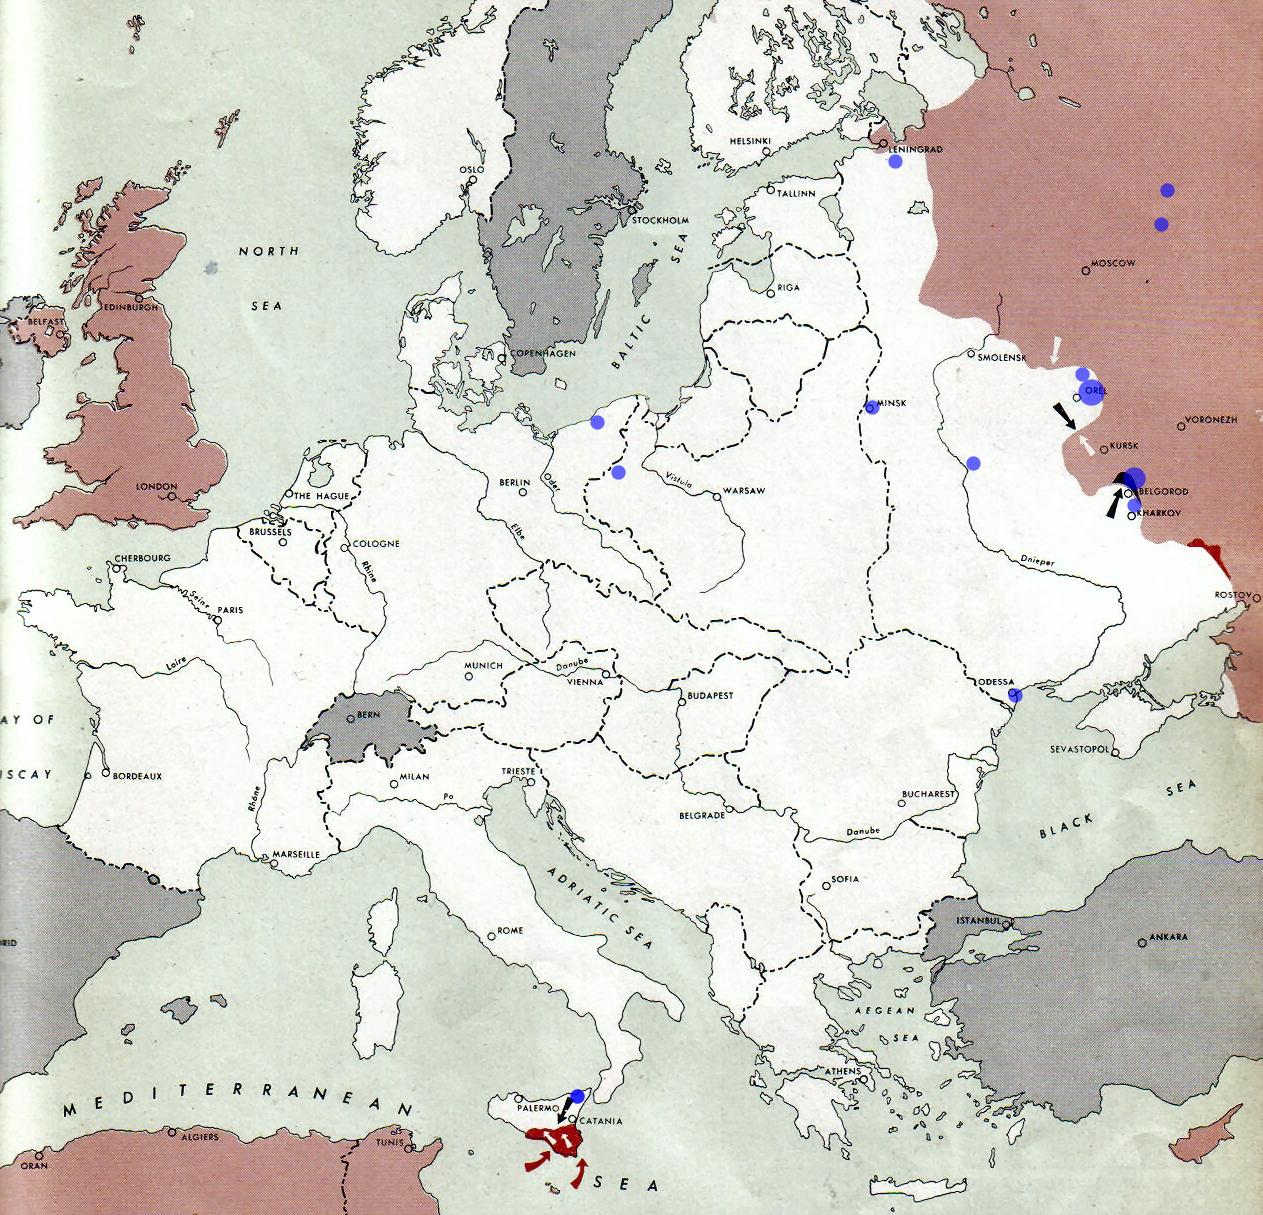 HELSINKI
LENINGRAD
OSLO
TALLINN
STOCKHOLM
NORTH
SEA
BALTIC
SEA
MOSCOW
RIGA
EDINBURGH
BELFAST
COPENHAGEN
SMOLENSK
OREL
MINSK
VORONEZH
KURSK
LONDON
THE HAGUE
BERLIN
Oder
Vistula
WARSAW
BELGOROD
KHARKOV
BRUSSELS
COLOGNE
Elbe
Rhine
CHERBOURG
Dnieper
ROSTOV
Seine
PARIS
Loire
MUNICH
Danube
VIENNA
BUDAPEST
ODESSA
BERN
AY OF
ISCAY
SEVASTOPOL
BORDEAUX
MILAN
TRIESTE
Po
Rhône
BELGRADE
BUCHAREST
Danube
BLACK
SEA
MARSEILLE
SOFIA
ADRIATIC SEA
ROME
ISTANBUL
ANKARA
RID
AEGEAN
SEA
ATHENS
MEDITERRANEAN
PALERMO
CATANIA
ALGIERS
TUNIS
ORAN
SEA